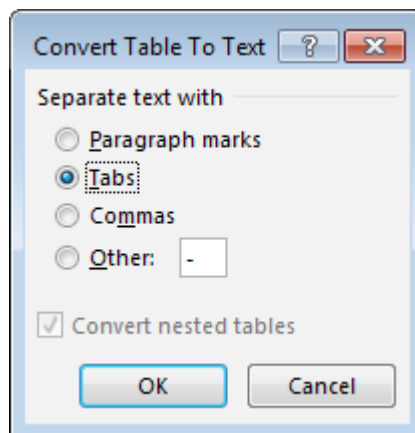 Convert Table To Text ?
Separate text with
Paragraph marks
Tabs
Commas
Other: -
Convert nested tables
OK Cancel